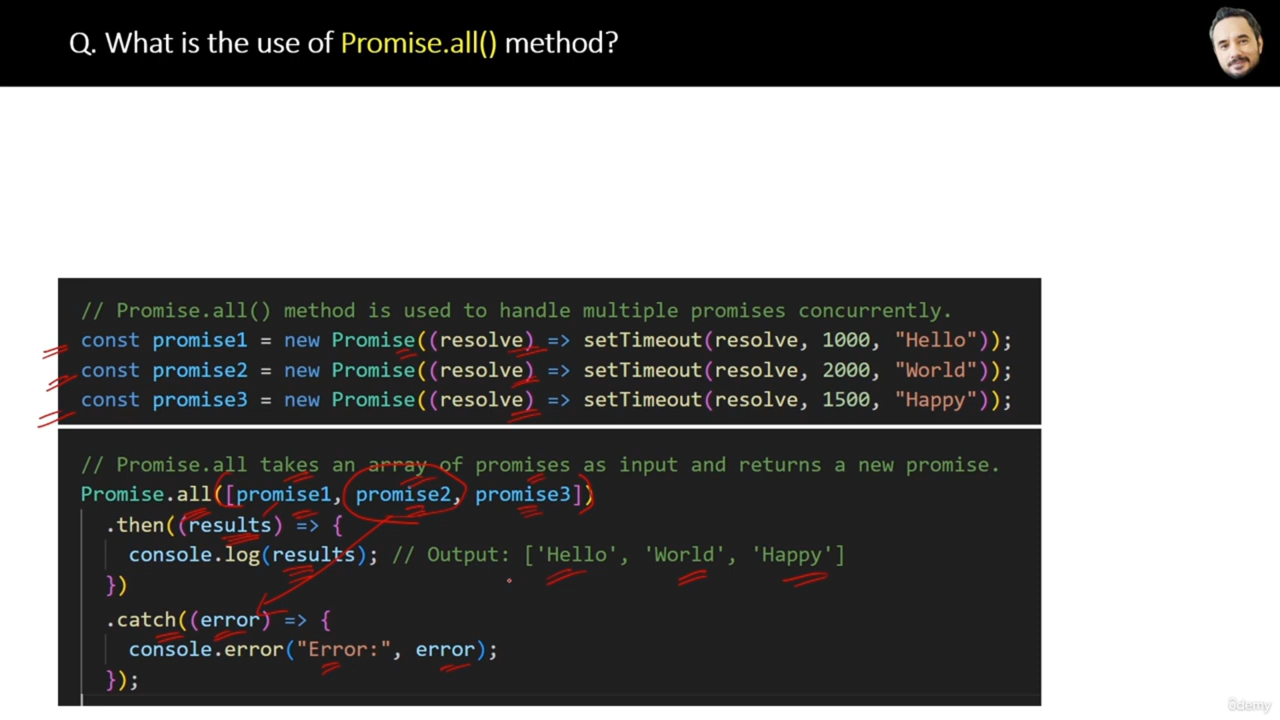 Q. What is the use of Promise.all() method?
// Promise.all() method is used to handle multiple promises concurrently.
const promise1 = new Promise((resolve) => setTimeout(resolve, 1000, "Hello"));
const promise2 = new Promise((resolve) => setTimeout(resolve, 2000, "World"));
const promise3 = new Promise((resolve) => setTimeout(resolve, 1500, "Happy"));
// Promise.all takes an array of promises as input and returns a new promise.
Promise.all([promise1, promise2, promise3])
.then((results) => {
console.log(results); // Output: ['Hello', 'World', 'Happy']
})
.catch((error) => {
console.error("Error:", error);
});
ûdemy